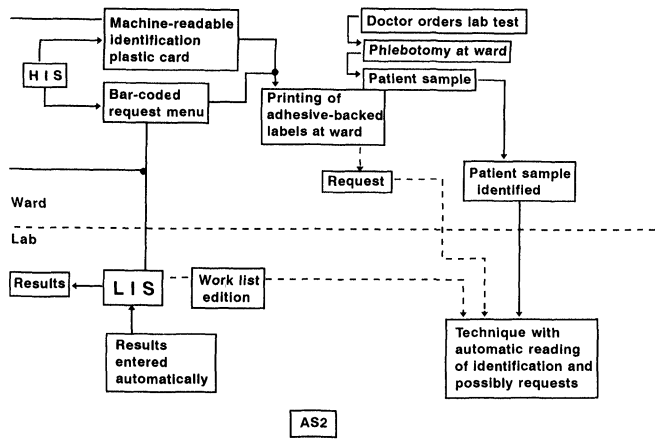 Machine-readable
identification
plastic card
Doctor orders lab test
Phlebotomy at ward
Patient sample
HIS
Bar-coded
request menu
Printing of
adhesive-backed
labels at ward
Request
Patient sample
identified
Ward
Lab
Results
LIS
Work list
edition
Results
entered
automatically
Technique with
automatic reading
of identification and
possibly requests
AS2